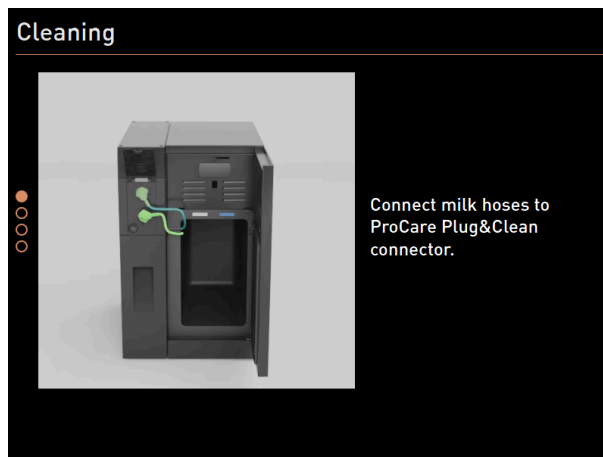 Cleaning
Connect milk hoses to
ProCare Plug&Clean
connector.